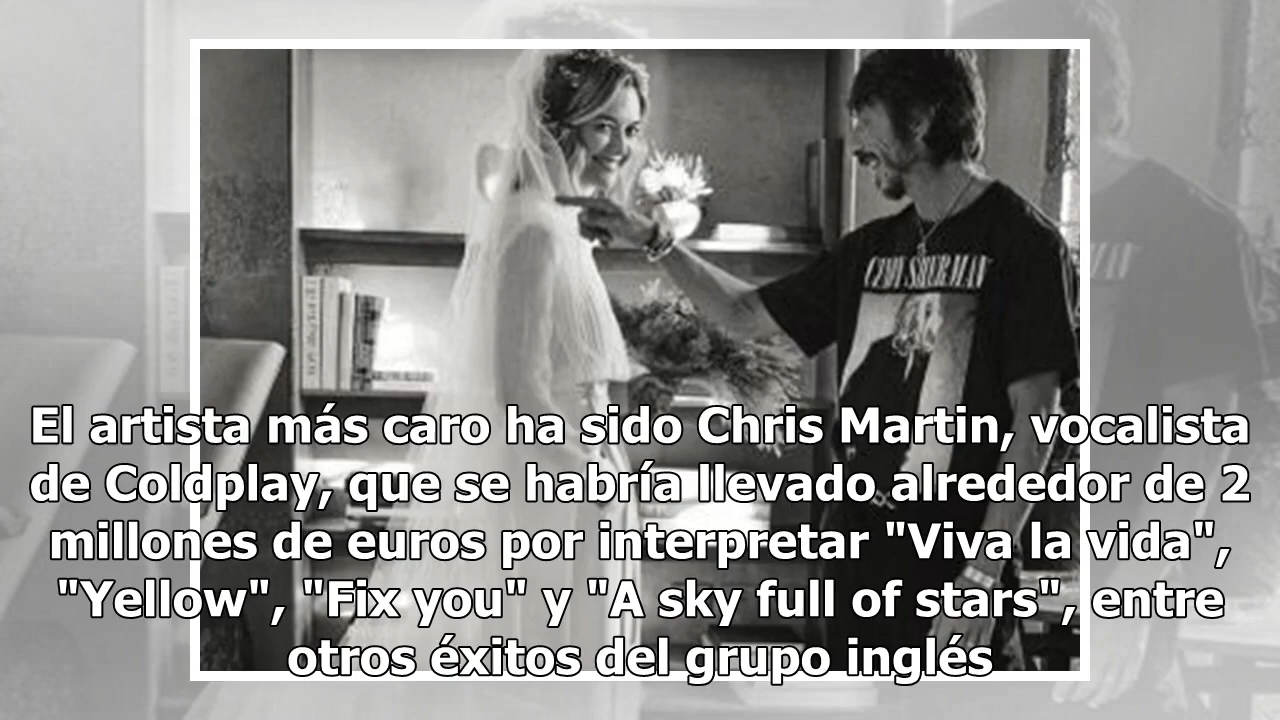 CINDY SHERMAN
El artista más caro ha sido Chris Martin, vocalista
de Coldplay, que se habría llevado alrededor de 2
millones de euros por interpretar "Viva la vida",
"Yellow", "Fix you" y "A sky full of stars", entre
otros éxitos del grupo inglés